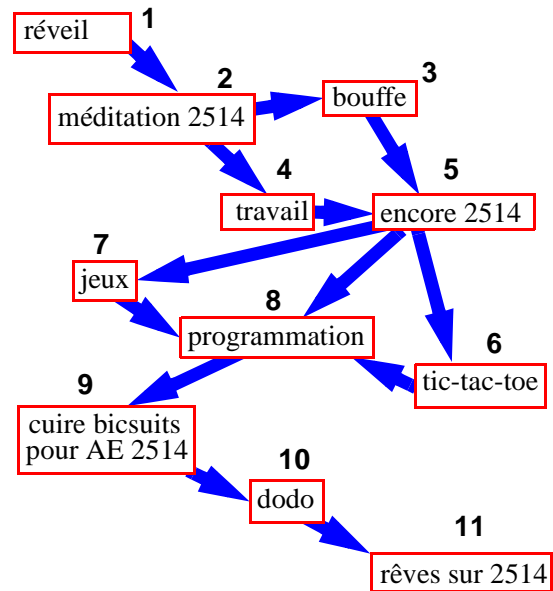 1
réveil
2
méditation 2514
3
bouffe
4
travail
5
encore 2514
7
jeux
8
programmation
6
tic-tac-toe
9
cuire bicsuits
pour AE 2514
10
dodo
11
rêves sur 2514